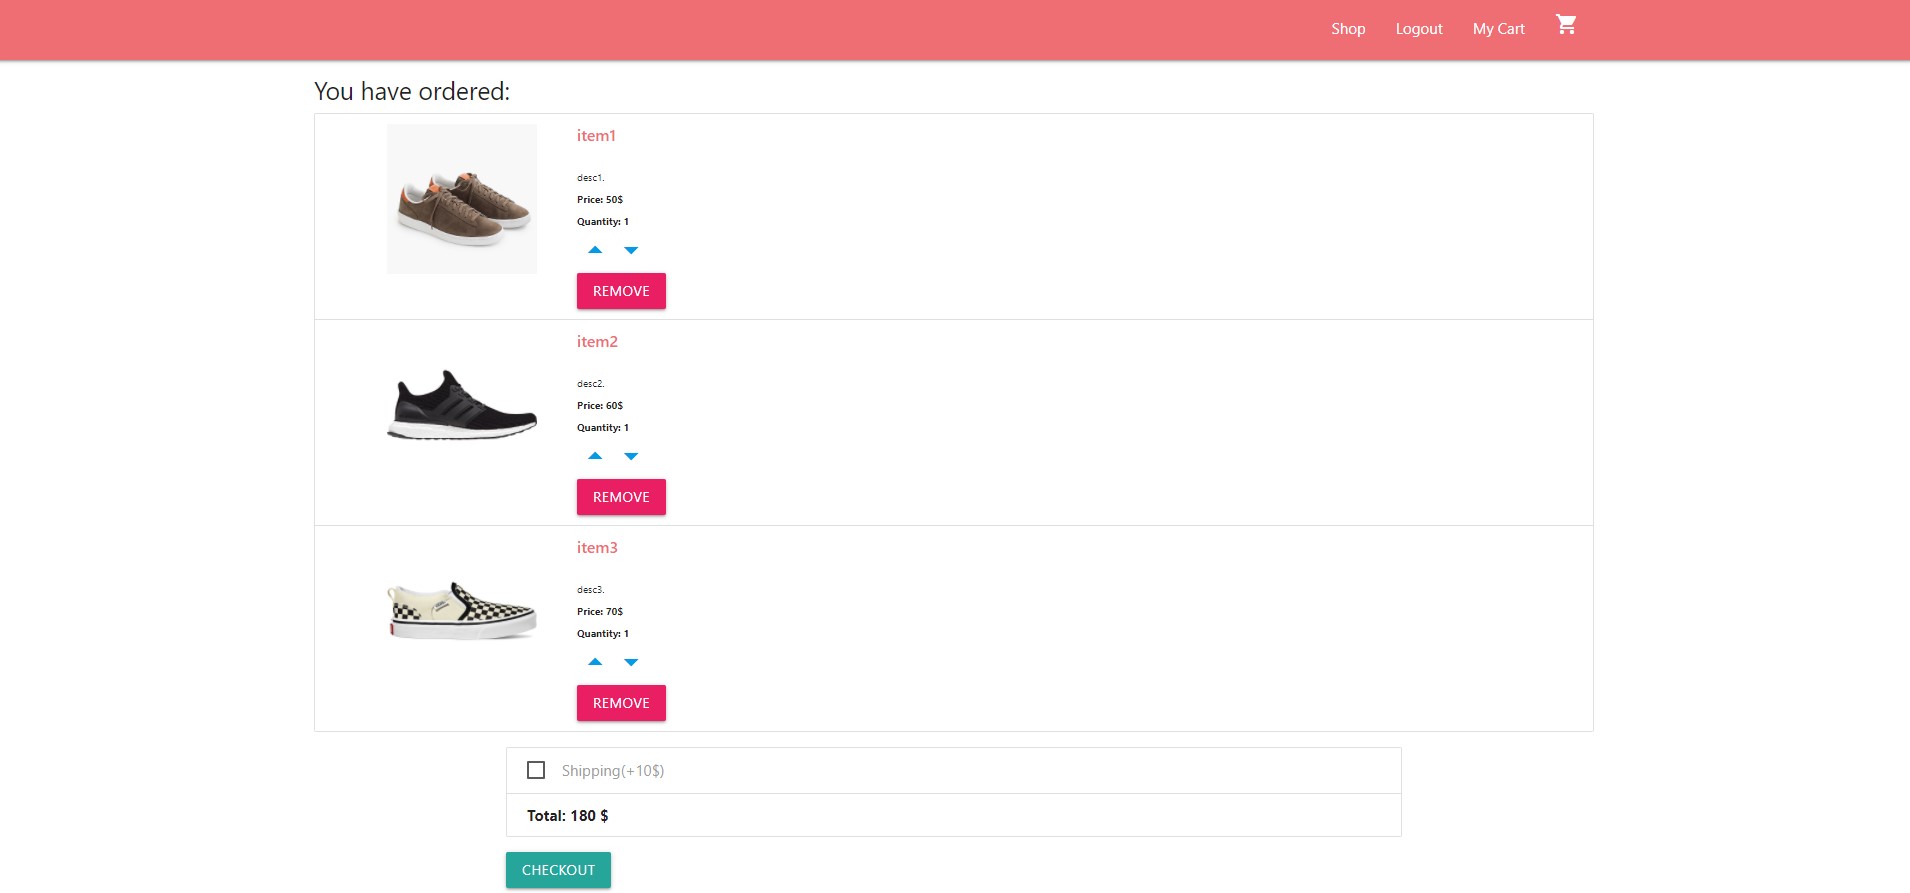 Shop Logout My Cart
You have ordered:
item1
desc1.
Price: 50$
Quantity: 1
REMOVE
item2
desc2.
Price: 60$
Quantity: 1
REMOVE
item3
desc3.
Price: 70$
Quantity: 1
REMOVE
Shipping(+10$)
Total: 180 $
CHECKOUT